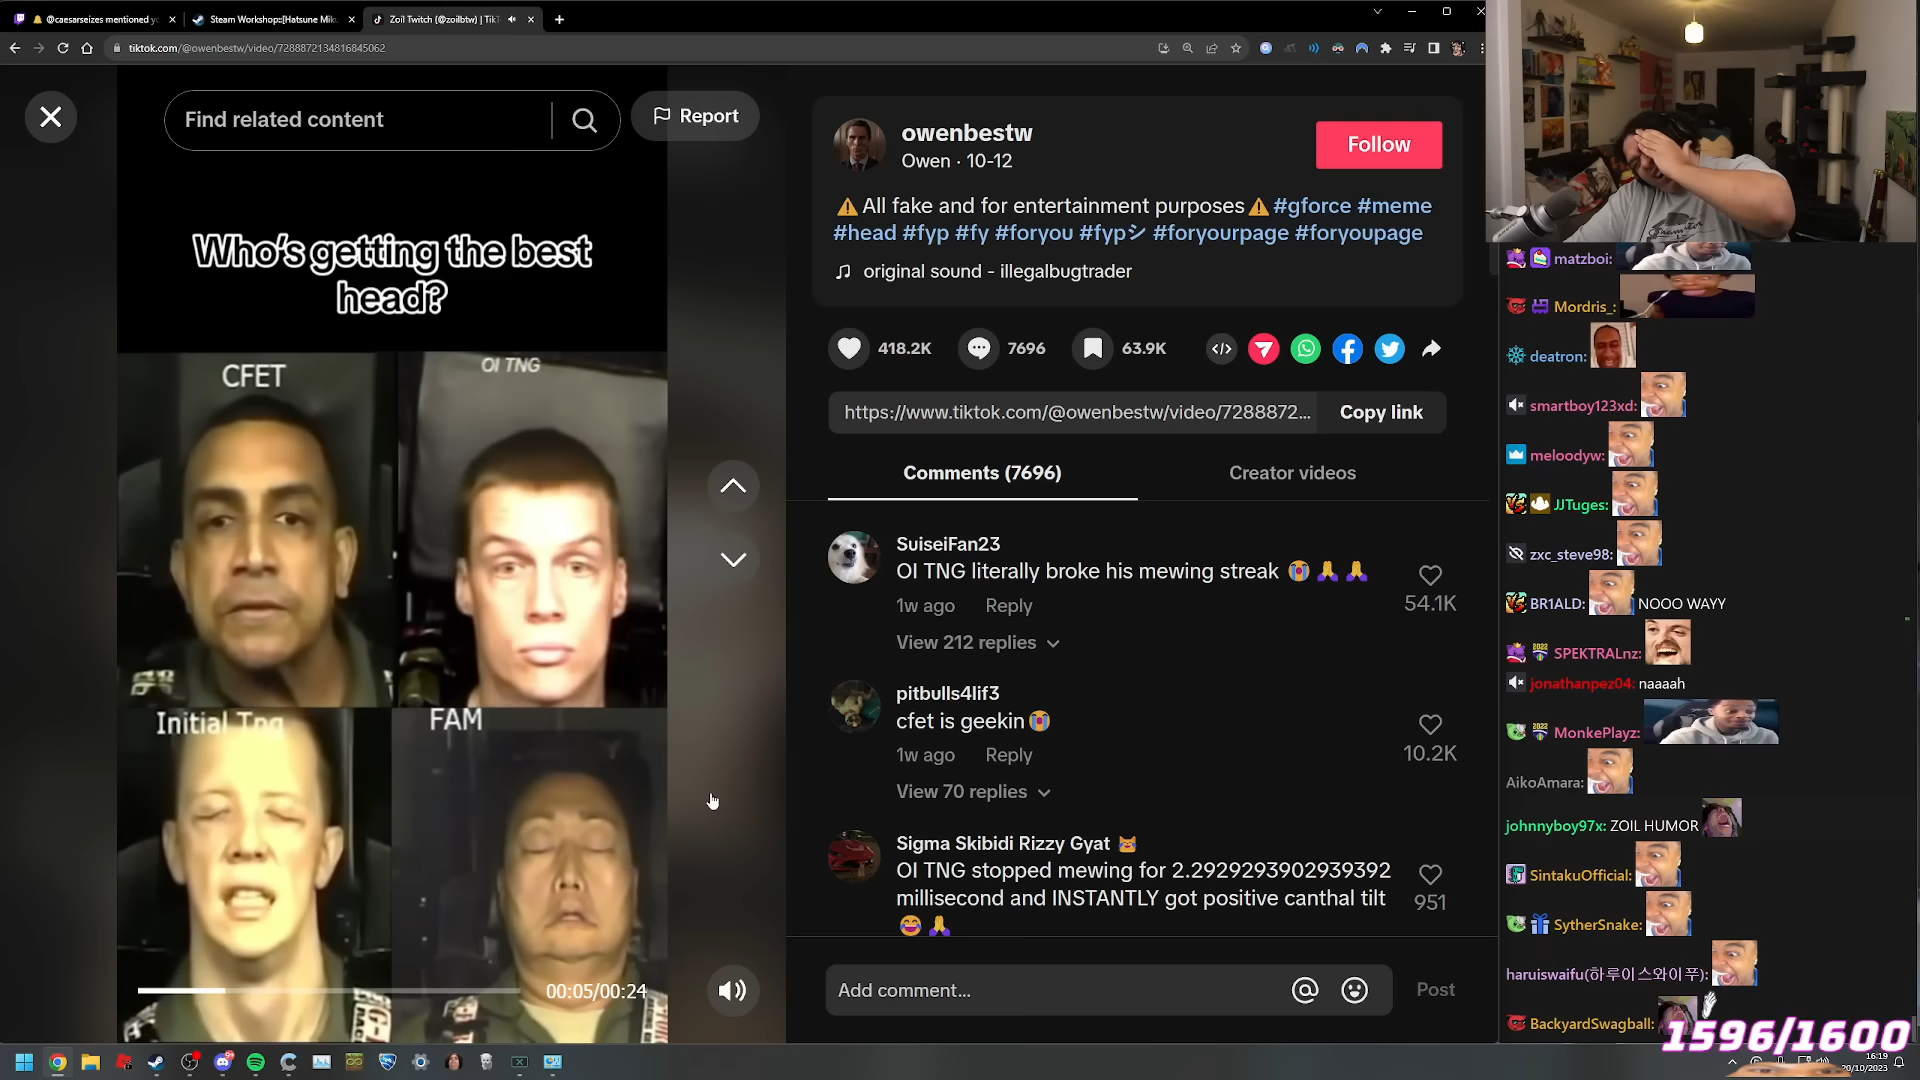 @caesarseizes mentioned yo
Steam Workshop::[Hatsune Miku
Zoil Twitch (@zoilbtw) | TikT
tiktok.com/@owenbestw/video/7288872134816845062
Find related content
Report
Who's getting the best
head?
CFET
OI TNG
Initial Tng
FAM
00:05/00:24
owenbestw
Owen · 10-12
Follow
⚠️All fake and for entertainment purposes⚠️ #gforce #meme
#head #fyp #fy #foryou #fypシ #foryourpage #foryoupage
original sound - illegalbugtrader
418.2K
7696
63.9K
https://www.tiktok.com/@owenbestw/video/7288872...
Copy link
Comments (7696)
Creator videos
SuiseiFan23
OI TNG literally broke his mewing streak 😭🙏🙏
1w ago Reply
54.1K
View 212 replies
pitbulls4lif3
cfet is geekin😭
1w ago Reply
10.2K
View 70 replies
Sigma Skibidi Rizzy Gyat 😹
OI TNG stopped mewing for 2.2929293902939392
millisecond and INSTANTLY got positive canthal tilt
😂🙏
951
Add comment...
@
Post
matzboi:
Mordris_:
deatron:
smartboy123xd:
meloodyw:
JJTuges:
zxc_steve98:
BR1ALD: NOOO WAYY
SPEKTRALnz:
jonathanpez04: naaaah
MonkePlayz:
AikoAmara:
johnnyboy97x: ZOIL HUMOR
SintakuOfficial:
SytherSnake:
haruiswaifu(하루이스와이푸):
BackyardSwagball:
1596/1600
16:19
20/10/2023